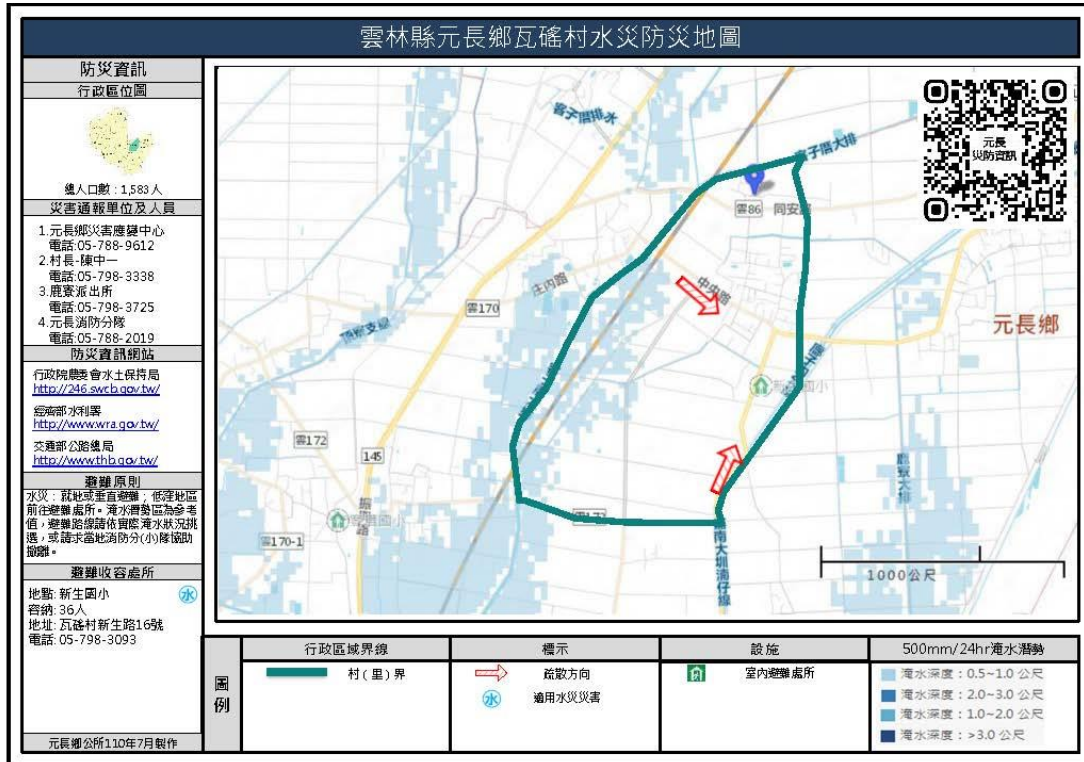 雲林縣元長鄉瓦磘村水災防災地圖
防災資訊
行政區位圖
總人口數：1,583人
災害通報單位及人員
1.元長鄉災害應變中心
電話:05-788-9612
2.村長-陳中一
電話:05-798-3338
3.鹿寮派出所
電話:05-798-3725
4.元長消防分隊
電話:05-788-2019
防災資訊網站
行政院農委會水土保持局
http://246.swcb.gov.tw/
經濟部水利署
http://www.wra.gov.tw/
交通部公路總局
http://www.thb.gov.tw/
避難原則
水災：就地或垂直避難；低窪地區
前往避難處所。淹水潛勢區為參考
值，避難路線請依實際淹水狀況挑
選，或請求當地消防分(小)隊協助
撤離。
避難收容處所
地點: 新生國小
水
容納: 36人
地址: 瓦磘村新生路16號
電話: 05-798-3093
元長鄉公所110年7月製作
客子厝排水
客子厝大排
元長
災防資訊
雲86
同安
中央路
庄內路
雲170
元長鄉
雲172
145
雲170-1
1000公尺
圖例
行政區域界線
村(里)界
標示
疏散方向
水
適用水災災害
設施
室內避難處所
500mm/24hr淹水潛勢
淹水深度：0.5~1.0 公尺
淹水深度：2.0~3.0 公尺
淹水深度：1.0~2.0 公尺
淹水深度：>3.0 公尺